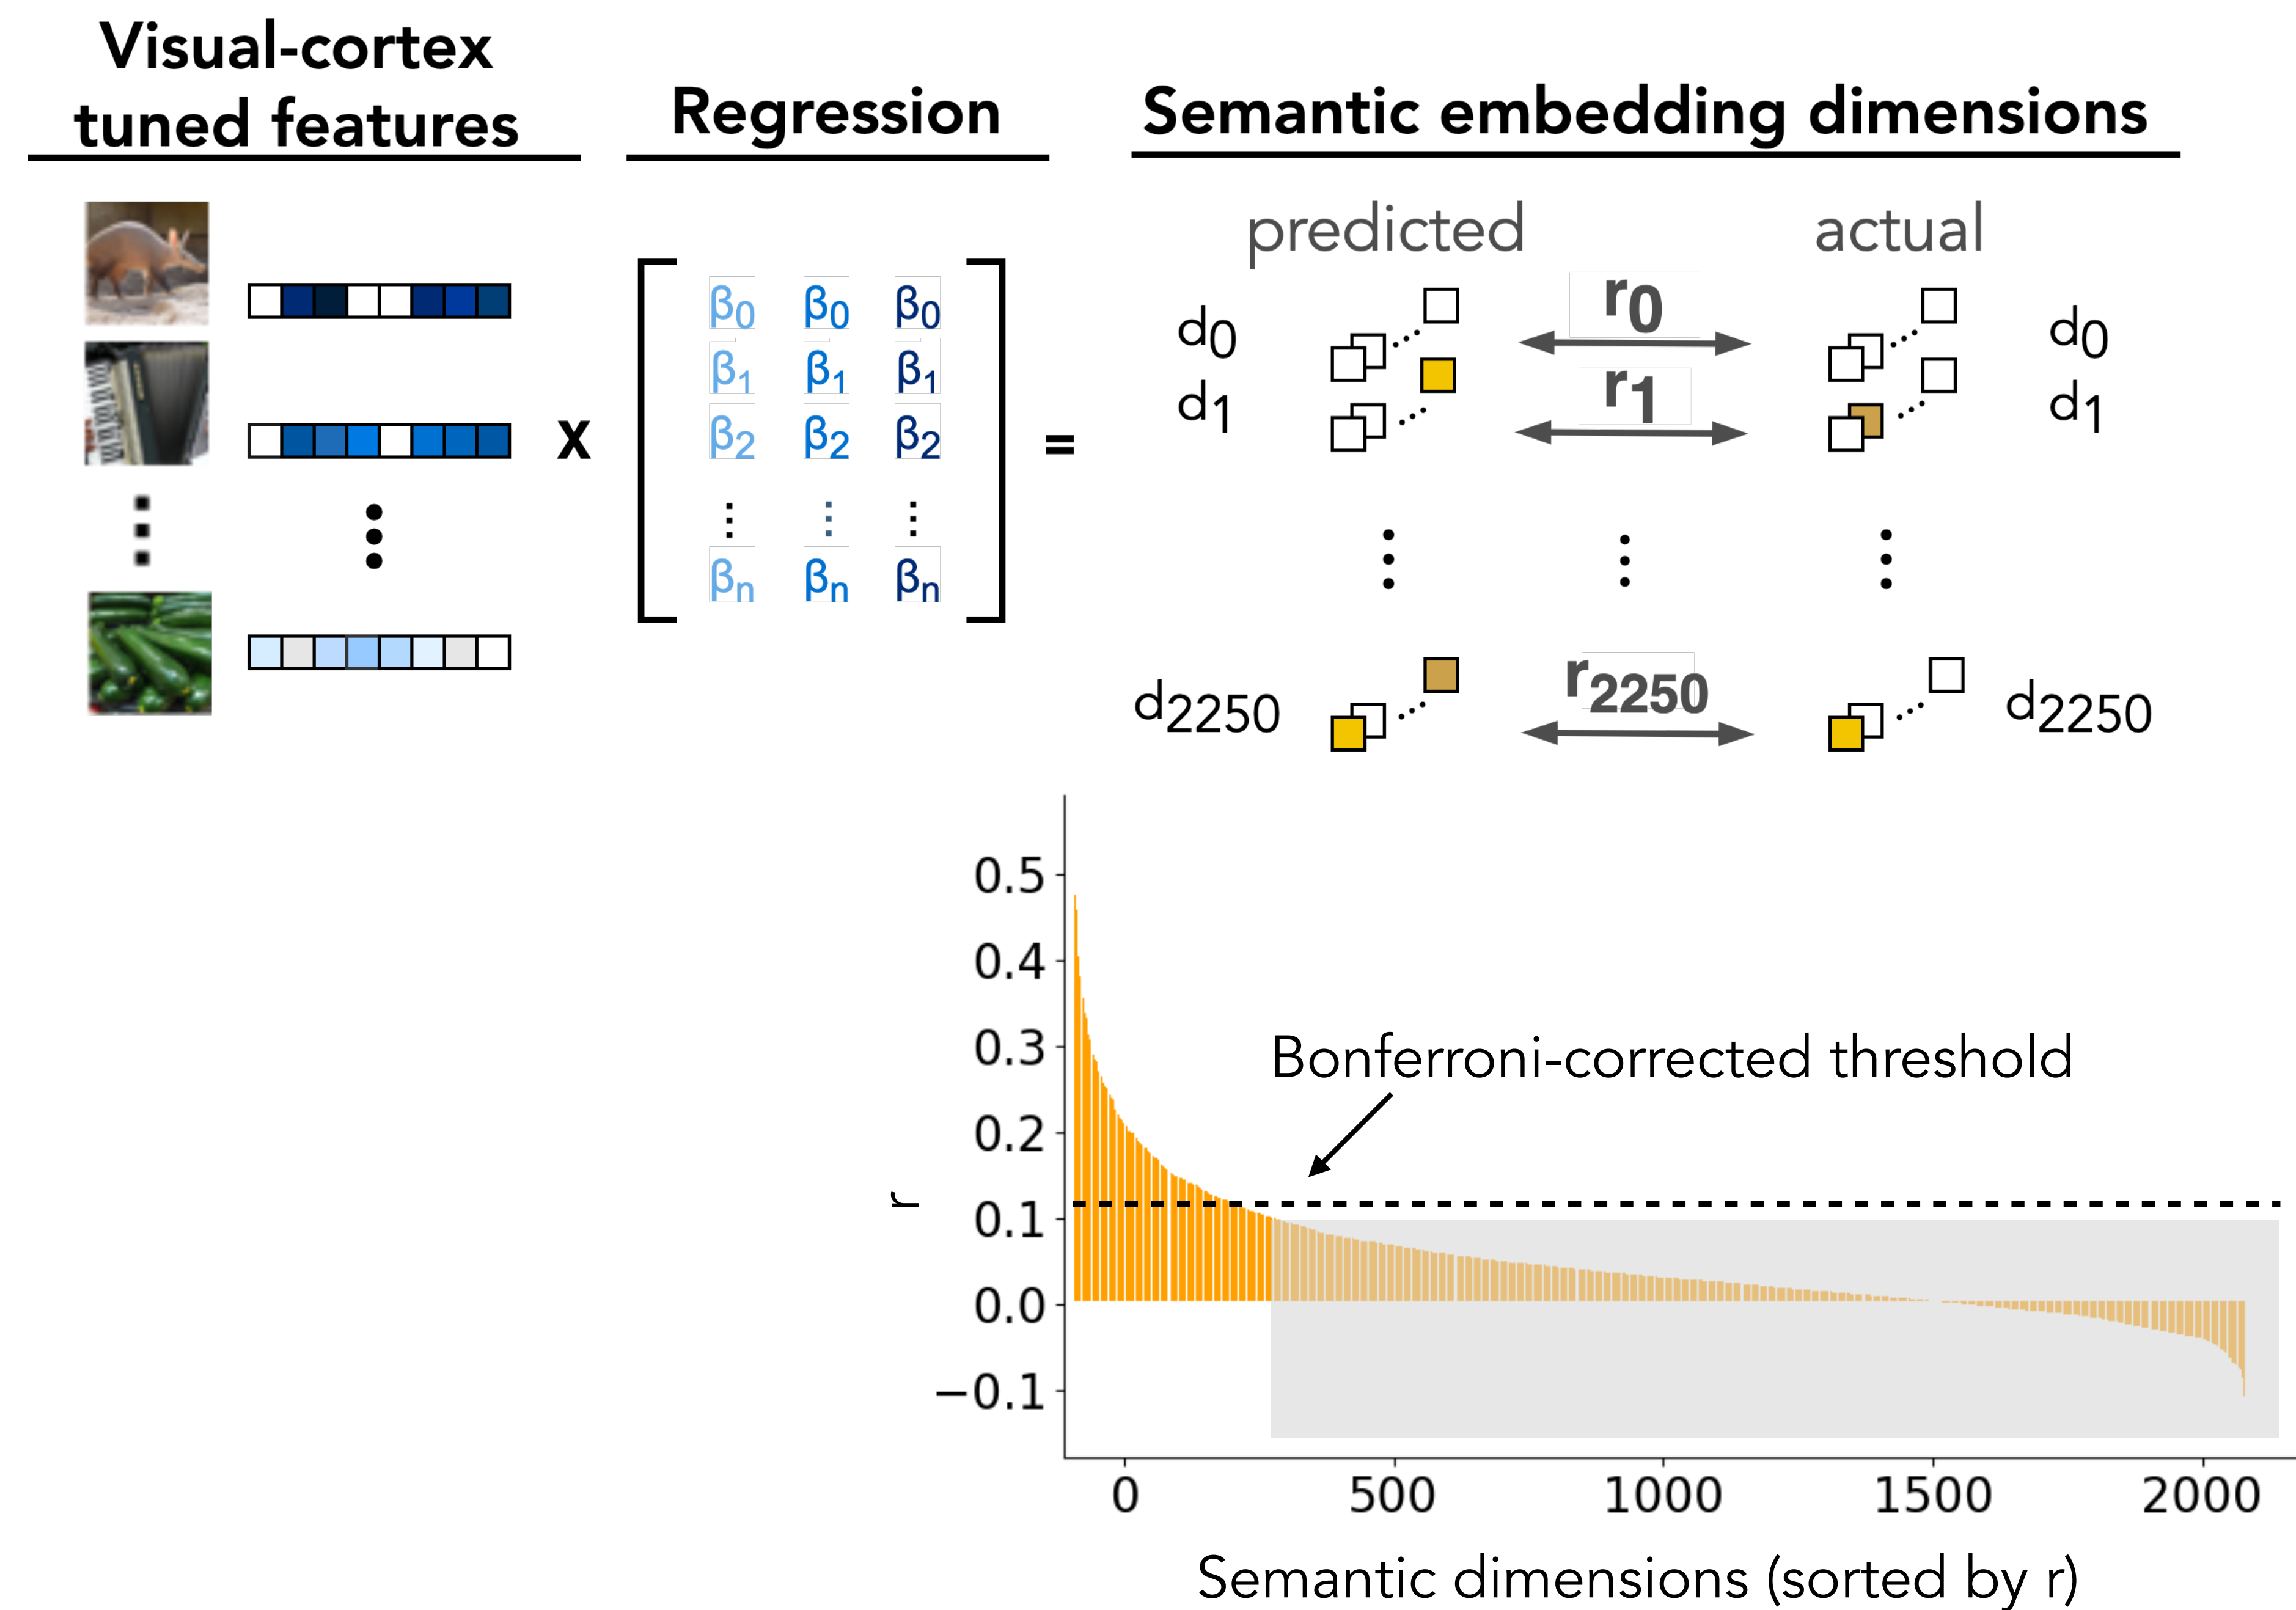 Visual-cortex
tuned features
Regression
Semantic embedding dimensions
predicted
actual
β0 β0 β0
β1 β1 β1
β2 β2 β2
βn βn βn
x
=
d0
r0
d0
d1
r1
d1
d2250
r2250
d2250
0.5
0.4
0.3
0.2
0.1
0.0
−0.1
r
Bonferroni-corrected threshold
0 500 1000 1500 2000
Semantic dimensions (sorted by r)